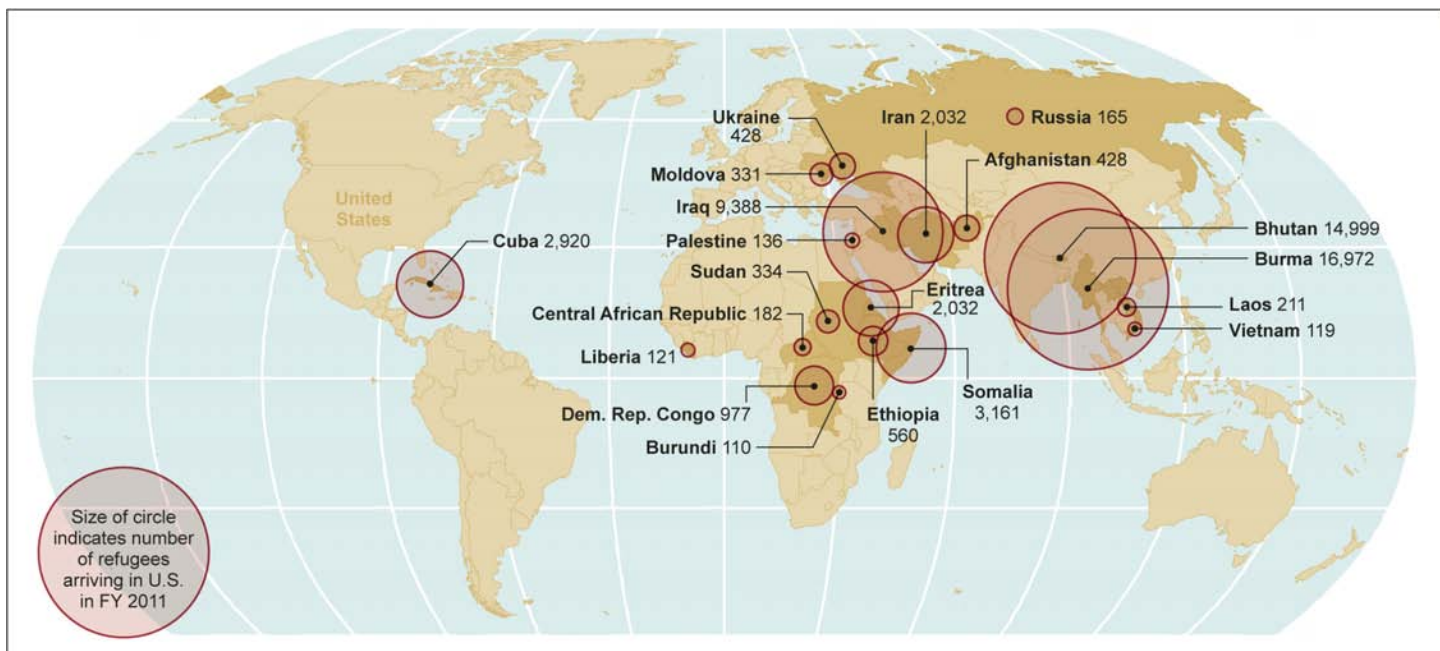 Ukraine
428
Iran 2,032
Russia 165
Afghanistan 428
Moldova 331
United
States
Iraq 9,388
Bhutan 14,999
Palestine 136
Cuba 2,920
Burma 16,972
Sudan 334
Eritrea
2,032
Laos 211
Central African Republic 182
Vietnam 119
Liberia 121
Somalia
3,161
Dem. Rep. Congo 977
Ethiopia
560
Burundi 110
Size of circle
indicates number
of refugees
arriving in U.S.
in FY 2011